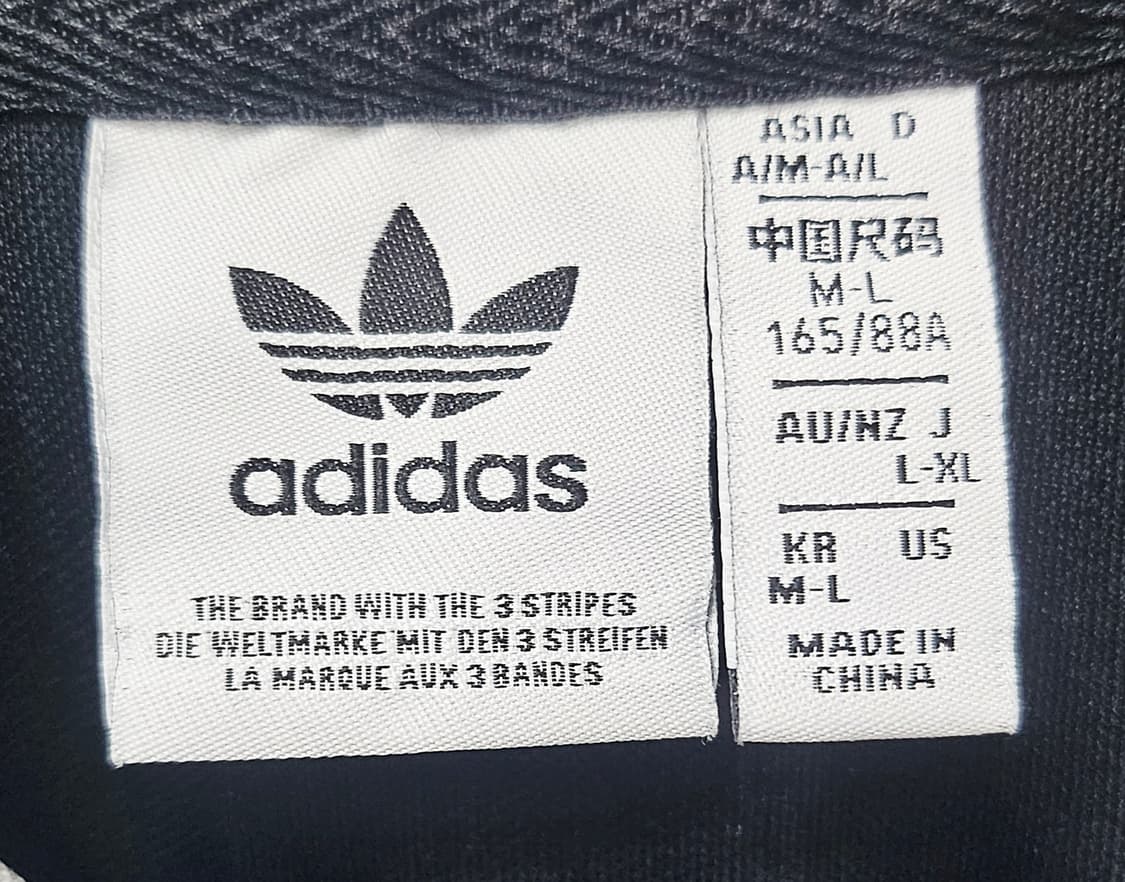 adidas
THE BRAND WITH THE 3 STRIPES
DIE WELTMARKE MIT DEN 3 STREIFEN
LA MARQUE AUX 3 BANDES
ASIA D
A/M-A/L
中国尺码
M-L
165/88A
AU/NZ J
L-XL
KR US
M-L
MADE IN
CHINA